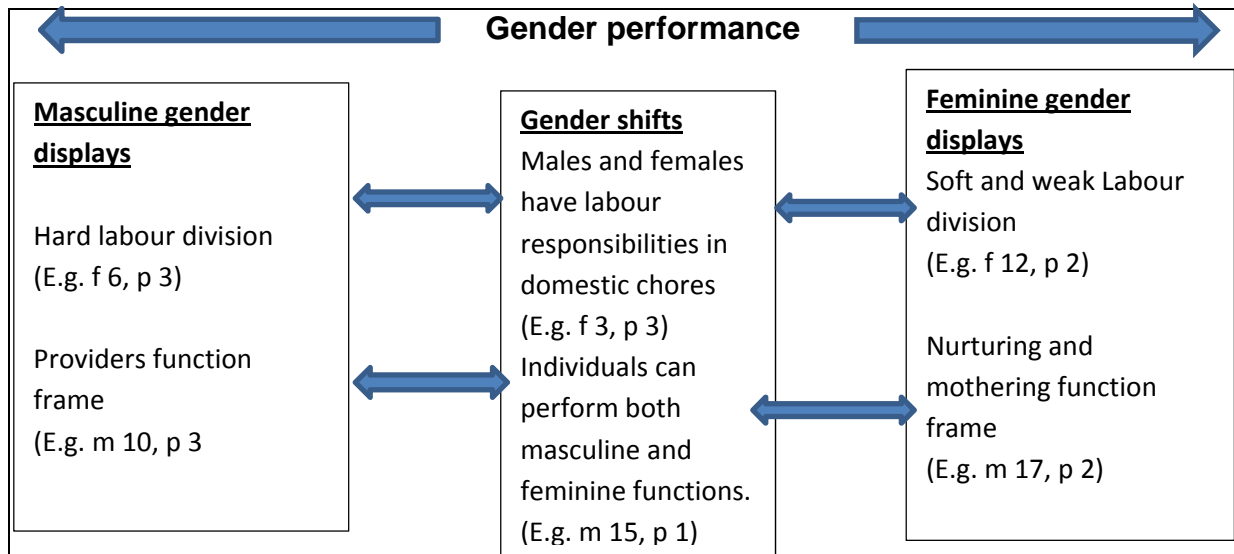 Gender performance
Masculine gender
displays
Hard labour division
(E.g. f 6, p 3)
Providers function
frame
(E.g. m 10, p 3
Gender shifts
Males and females
have labour
responsibilities in
domestic chores
(E.g. f 3, p 3)
Individuals can
perform both
masculine and
feminine functions.
(E.g. m 15, p 1)
Feminine gender
displays
Soft and weak Labour
division
(E.g. f 12, p 2)
Nurturing and
mothering function
frame
(E.g. m 17, p 2)